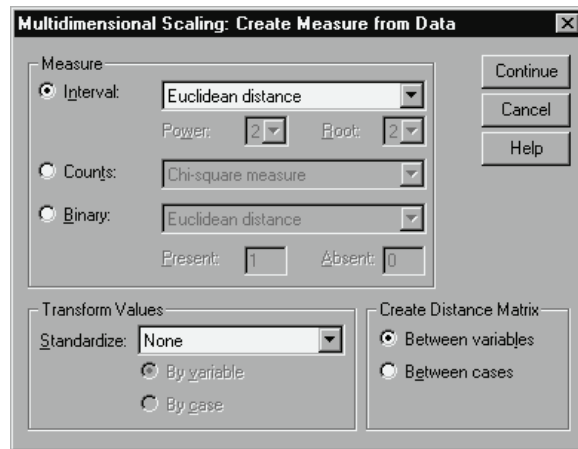 Multidimensional Scaling: Create Measure from Data
Measure
Interval: Euclidean distance
Power: 2 Root: 2
Counts: Chi-square measure
Binary: Euclidean distance
Present: 1 Absent: 0
Continue
Cancel
Help
Transform Values
Standardize: None
By variable
By case
Create Distance Matrix
Between variables
Between cases